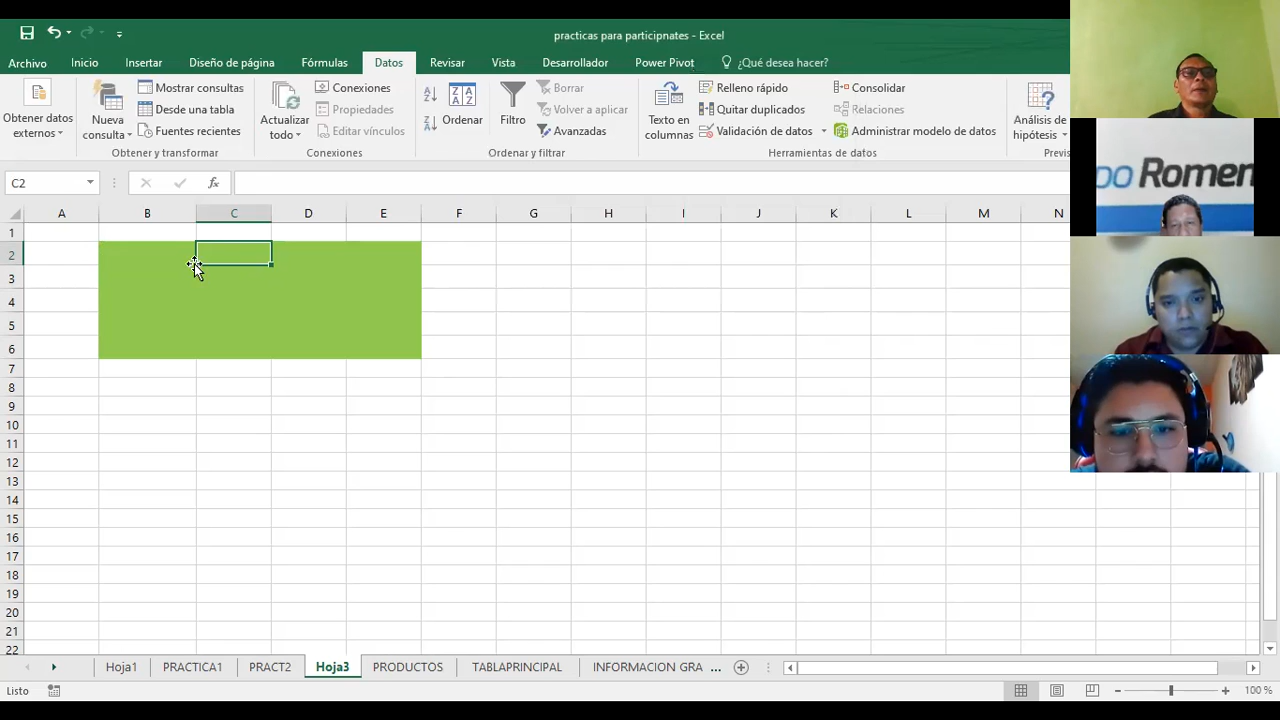 practicas para participnates - Excel
Archivo Inicio Insertar Diseño de página Fórmulas Datos Revisar Vista Desarrollador Power Pivot ¿Qué desea hacer?
Obtener datos externos
Nueva consulta
Mostrar consultas
Desde una tabla
Fuentes recientes
Obtener y transformar
Actualizar todo
Conexiones
Propiedades
Editar vínculos
Conexiones
Ordenar
Filtro
Borrar
Volver a aplicar
Avanzadas
Ordenar y filtrar
Texto en columnas
Relleno rápido
Quitar duplicados
Validación de datos
Consolidar
Relaciones
Administrar modelo de datos
Herramientas de datos
Análisis de hipótesis
Previs
Romen
C2
fx
A B C D E F G H I J K L M N
1
2
3
4
5
6
7
8
9
10
11
12
13
14
15
16
17
18
19
20
21
22
Hoja1 PRACTICA1 PRACT2 Hoja3 PRODUCTOS TABLAPRINCIPAL INFORMACION GRA ...
Listo
100 %